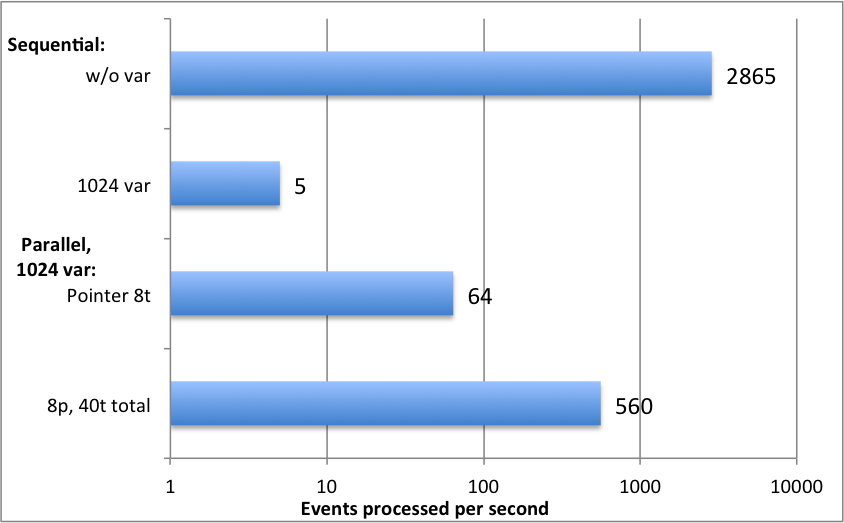 Sequential:
w/o var
2865
1024 var
5
Parallel,
1024 var:
Pointer 8t
64
8p, 40t total
560
1 10 100 1000 10000
Events processed per second